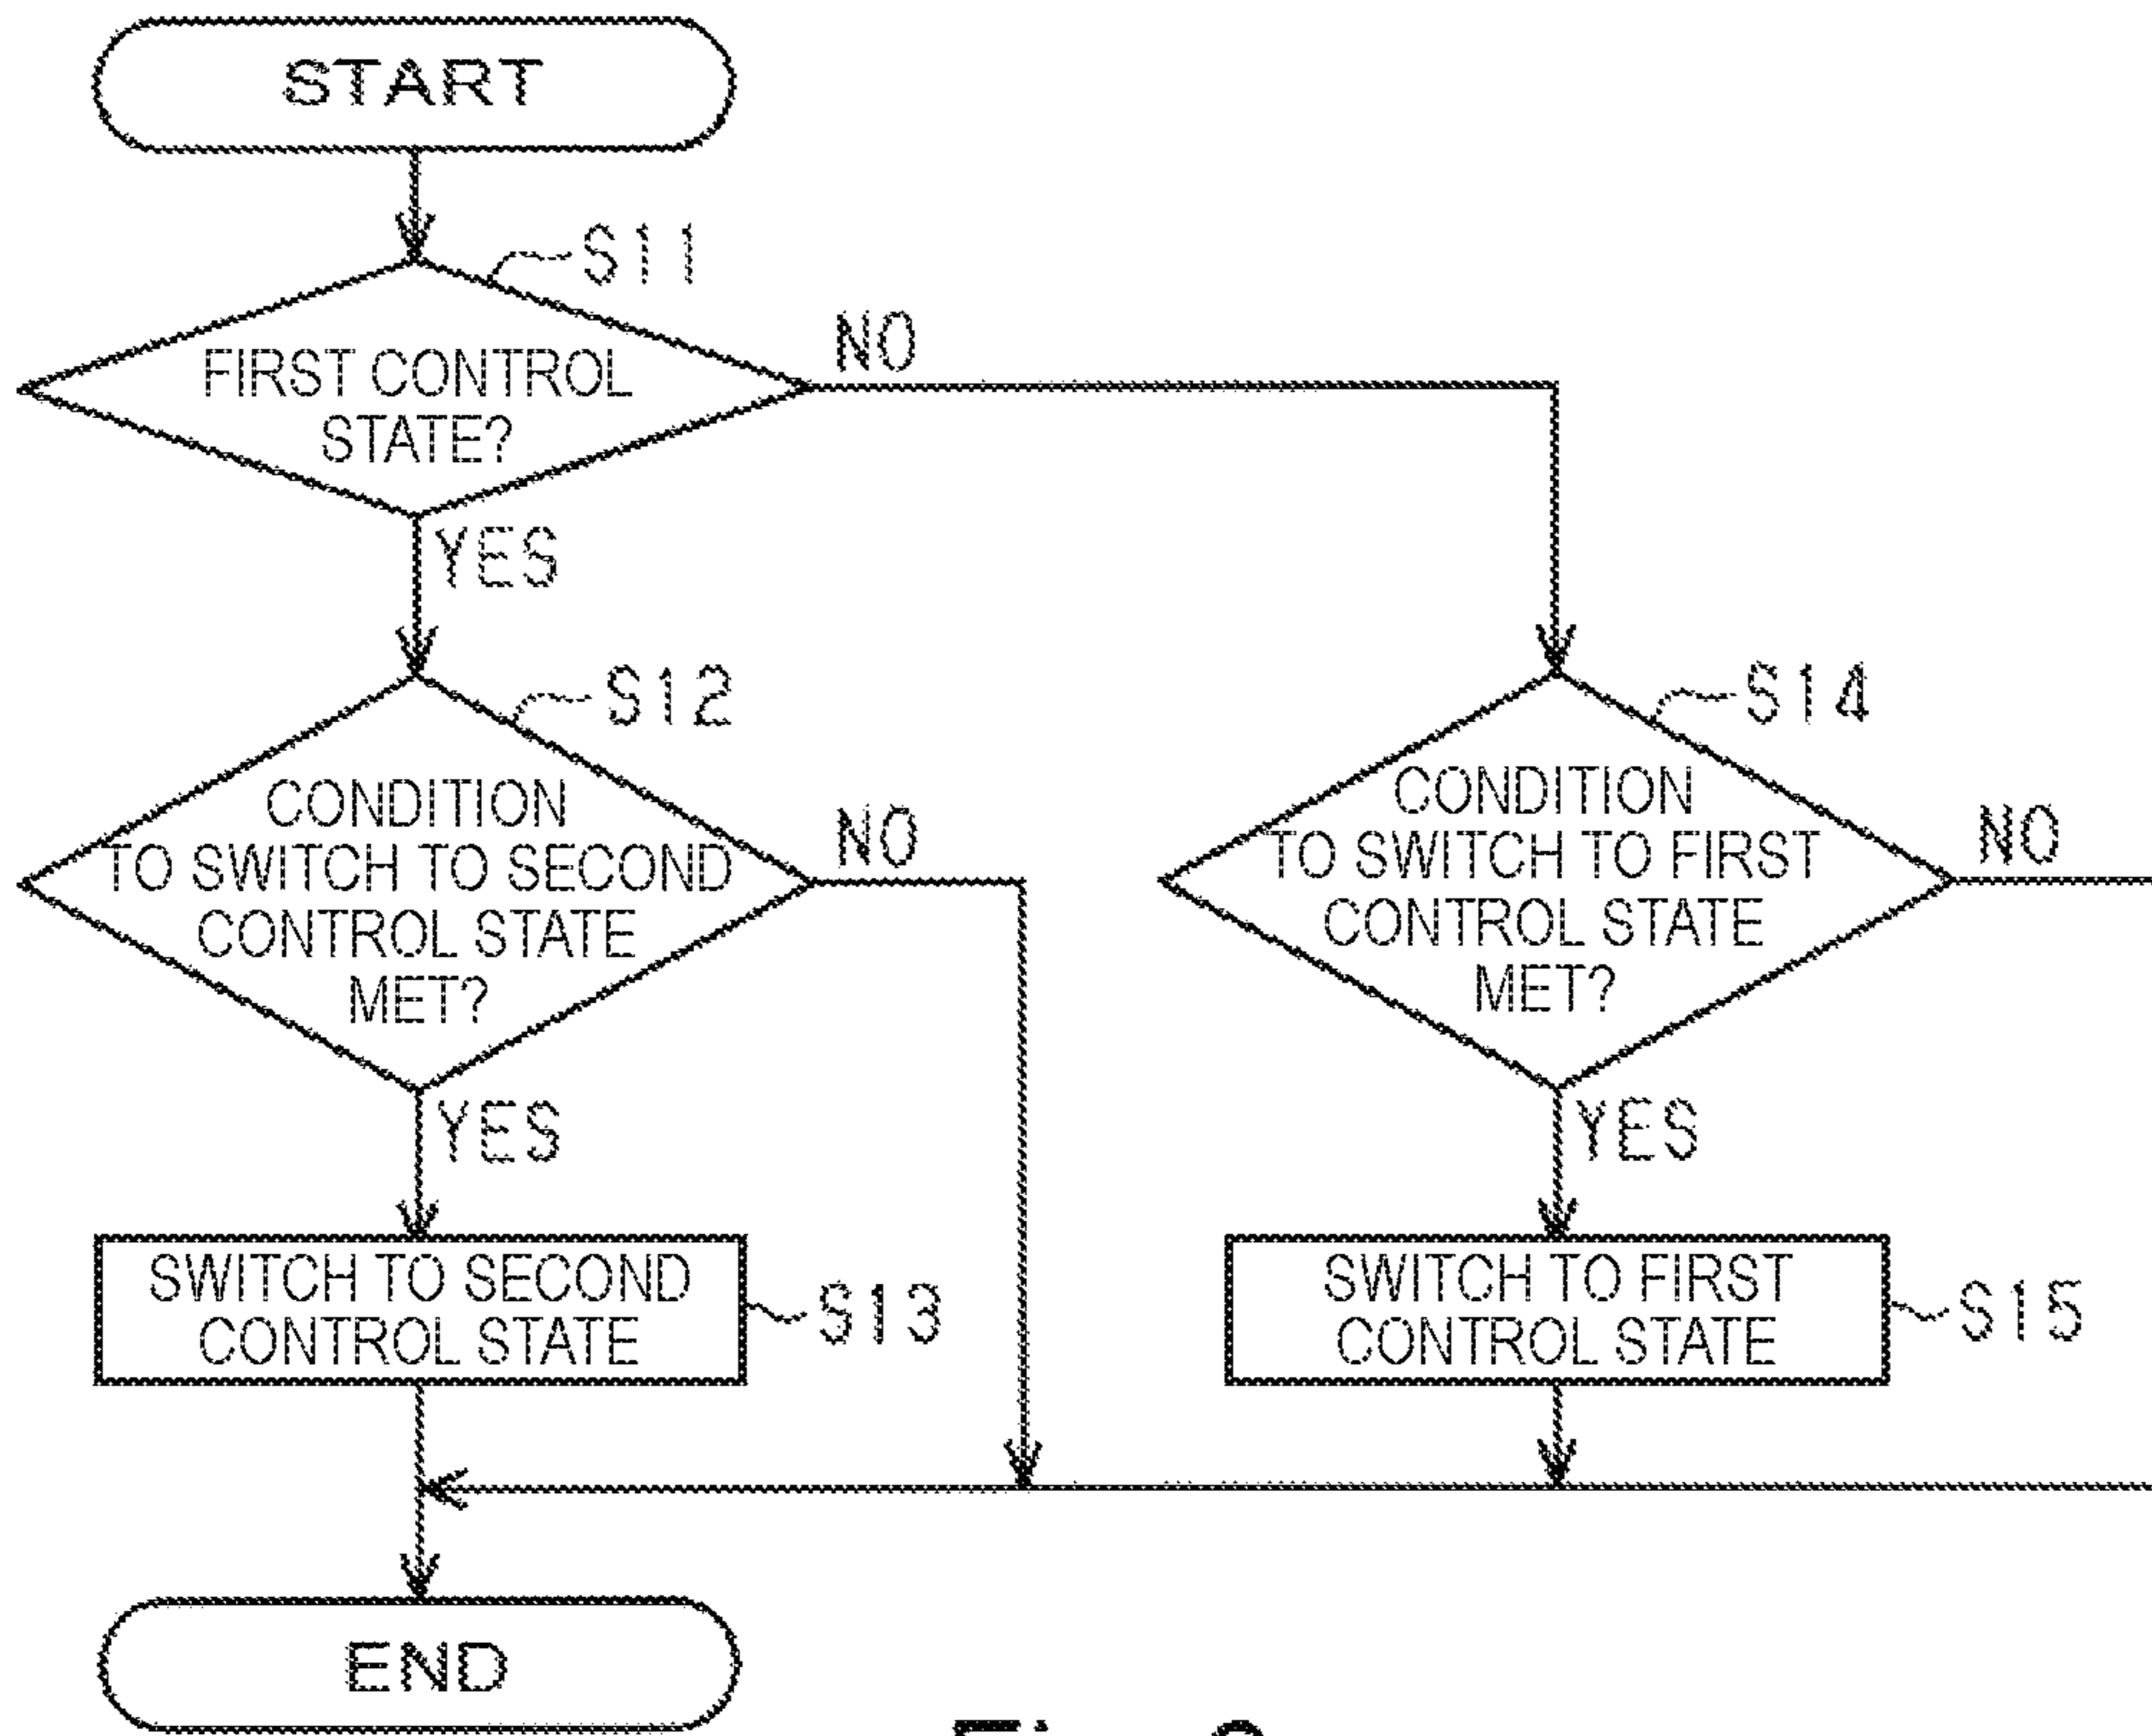 START
S11
FIRST CONTROL
STATE?
NO
YES
S12
CONDITION
TO SWITCH TO SECOND
CONTROL STATE
MET?
NO
YES
S14
CONDITION
TO SWITCH TO FIRST
CONTROL STATE
MET?
NO
YES
SWITCH TO SECOND
CONTROL STATE
S13
SWITCH TO FIRST
CONTROL STATE
S15
END